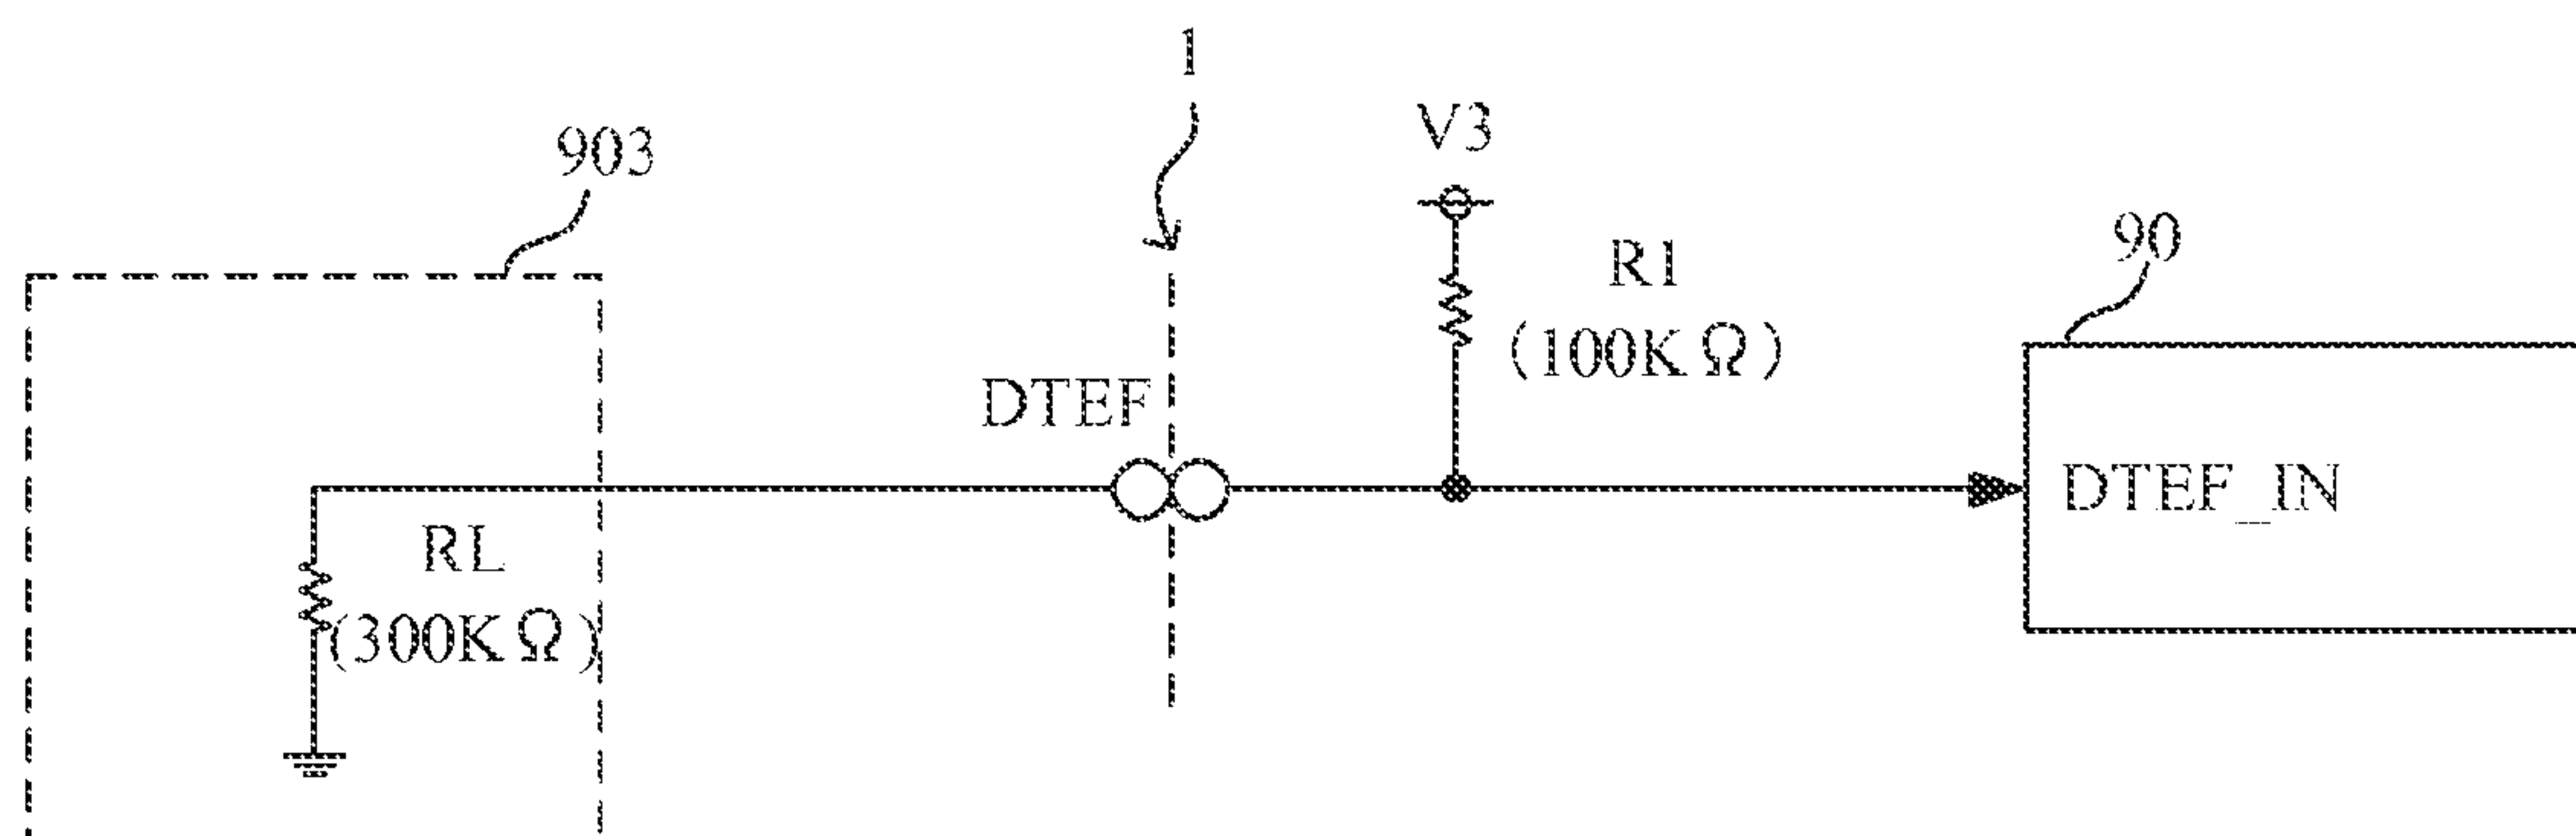 1
V3
903
90
R1
(100KΩ)
DTEF
DTEF_IN
RL
(300KΩ)